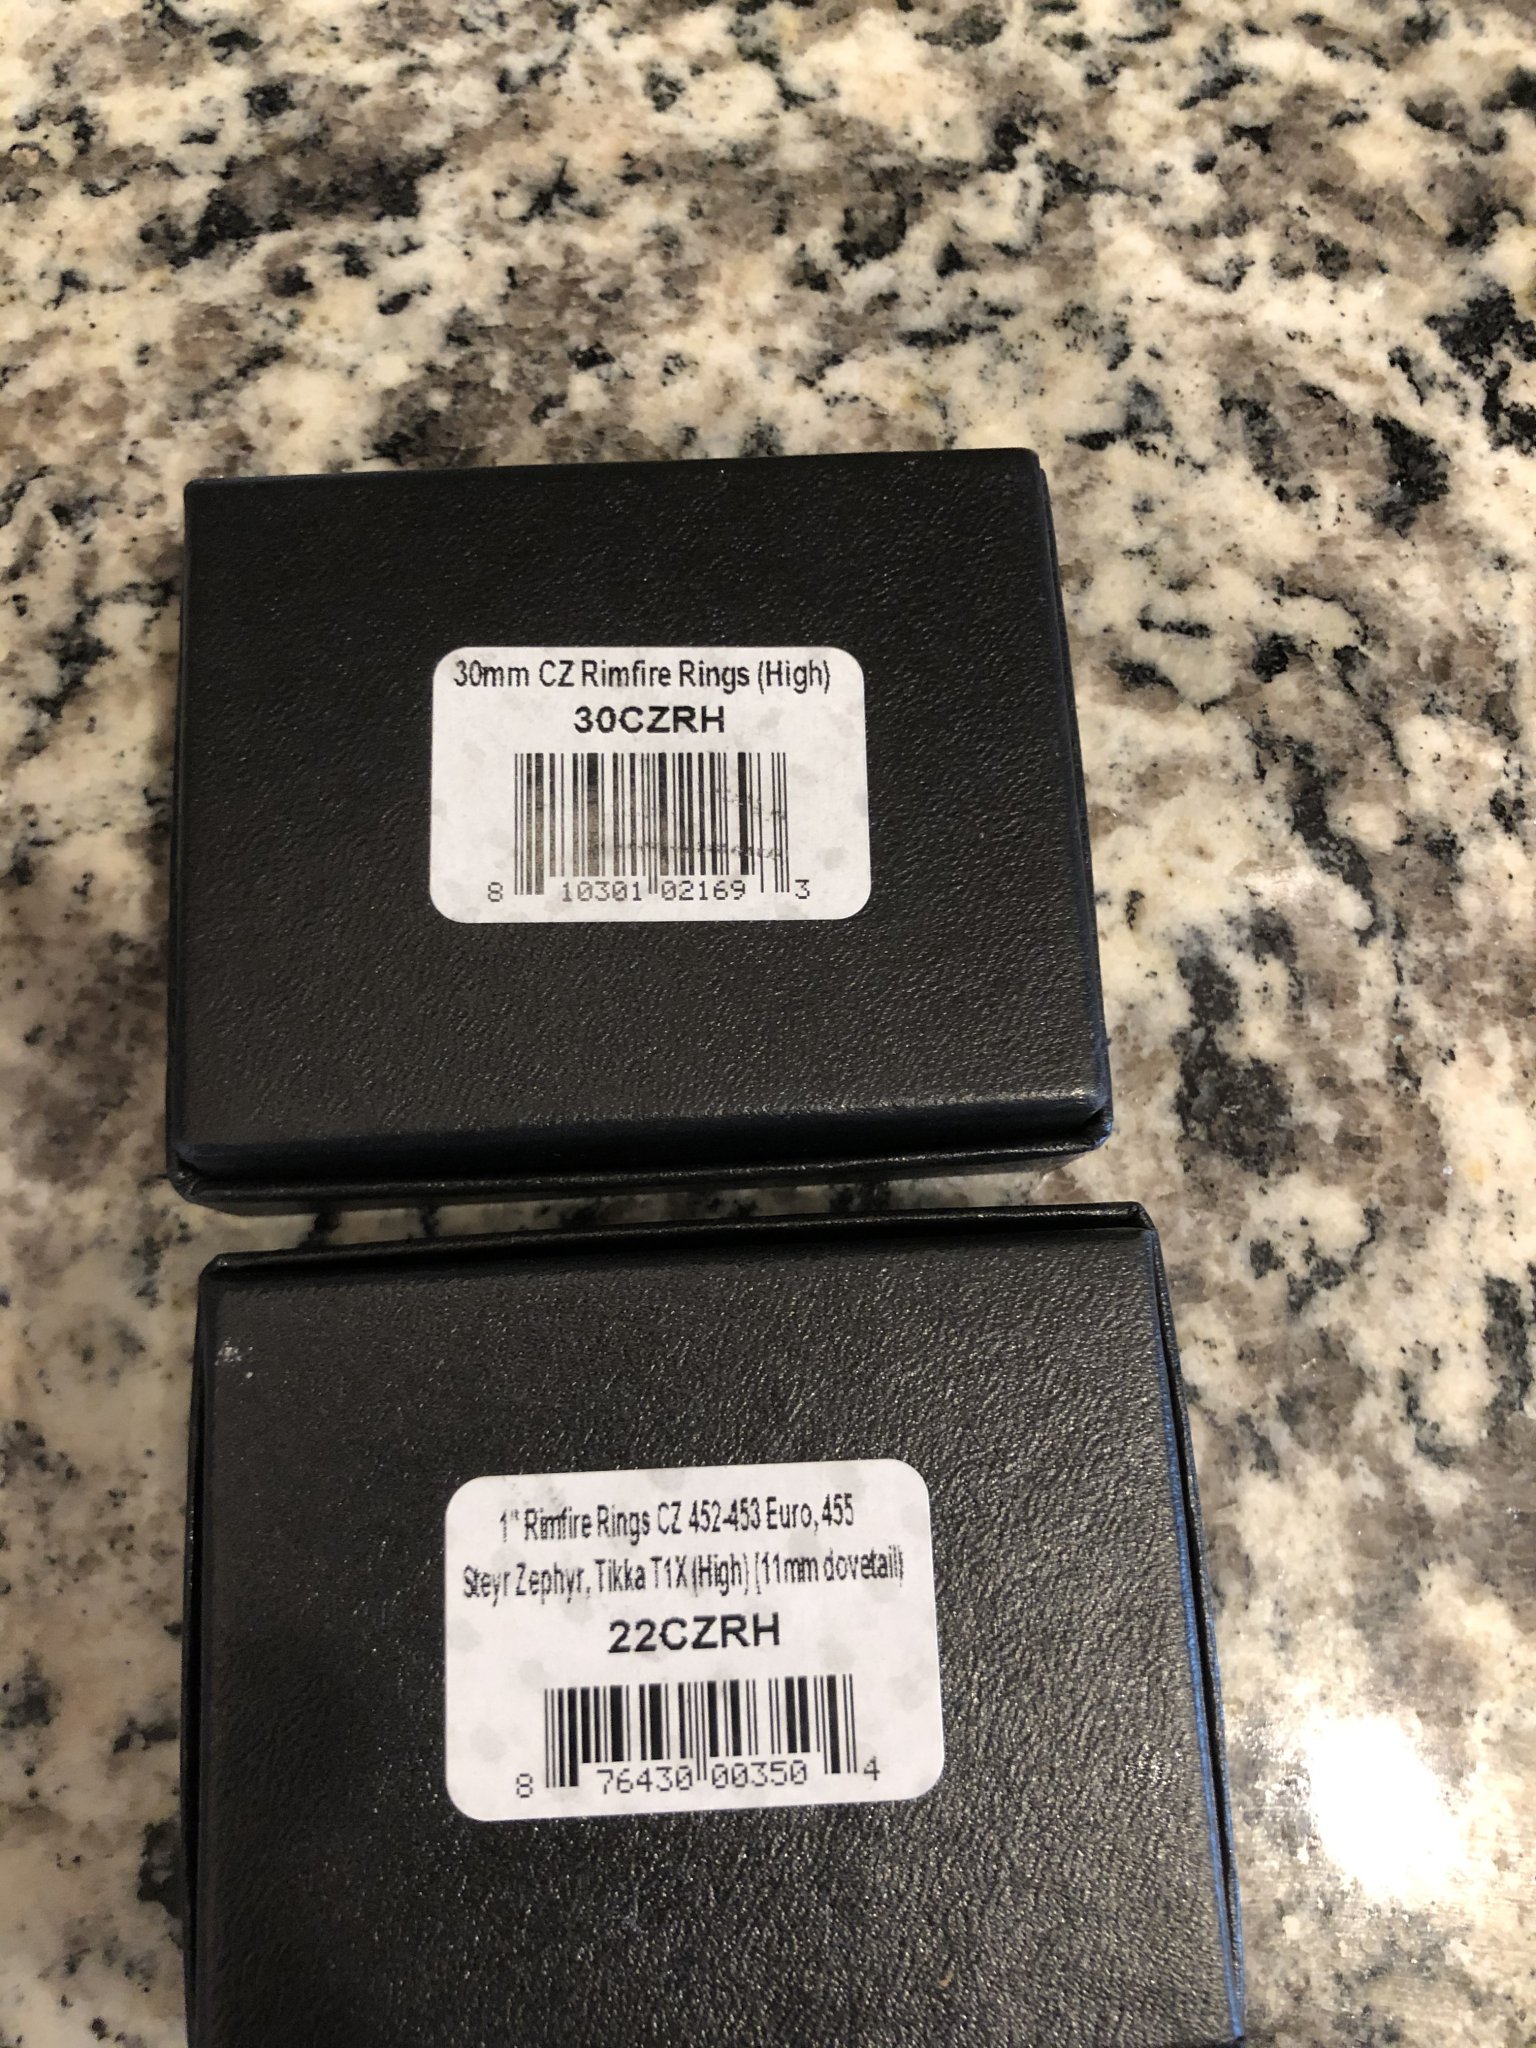 30mm CZ Rimfire Rings (High)
30CZRH
8 10301 02169 3
1" Rimfire Rings CZ 452-453 Euro, 455
Steyr Zephyr, Tikka T1X (High) [11mm dovetail)
22CZRH
8 76430 00350 4